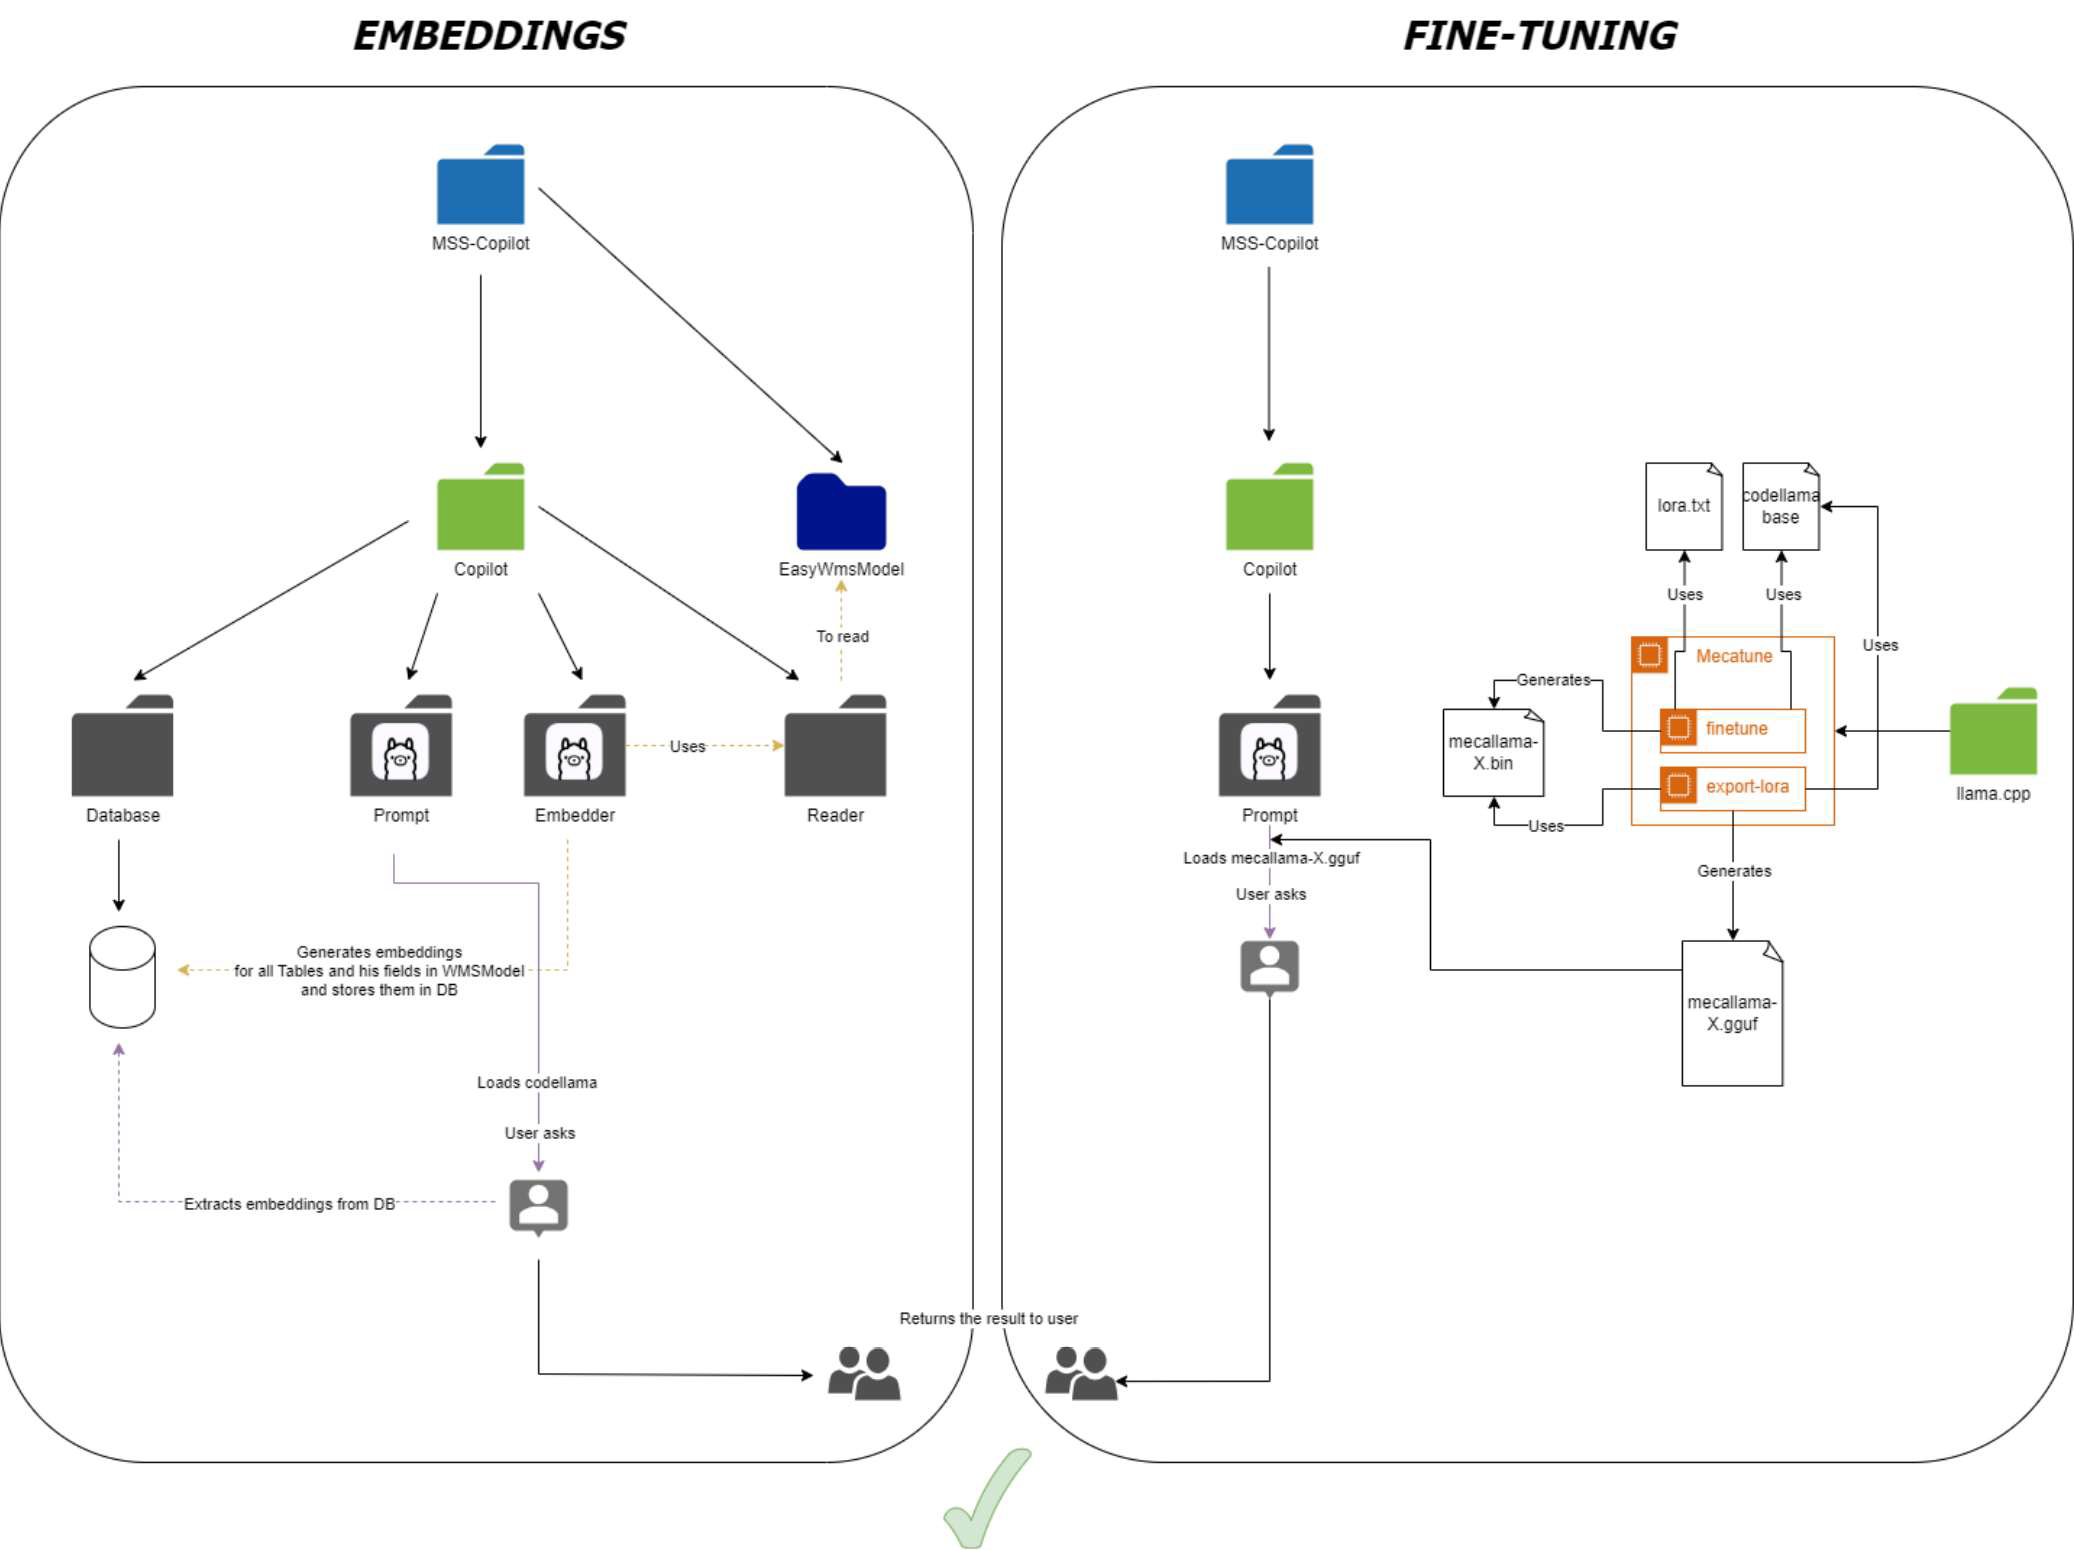 EMBEDDINGS
FINE-TUNING
MSS-Copilot
Copilot
EasyWmsModel
To read
Database
Prompt
Embedder
Uses
Reader
Generates embeddings
for all Tables and his fields in WMSModel
and stores them in DB
Loads codellama
User asks
Extracts embeddings from DB
Returns the result to user
MSS-Copilot
Copilot
lora.txt
codellama
base
Uses
Uses
Uses
Mecatune
Generates
finetune
mecallama-
X.bin
export-lora
llama.cpp
Uses
Prompt
Loads mecallama-X.gguf
User asks
Generates
mecallama-
X.gguf